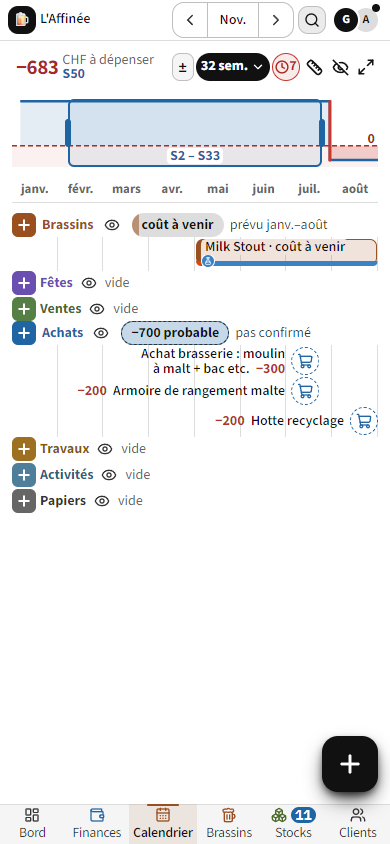 L'Affinée
Nov.
G
A
−683 CHF à dépenser
S50
±
32 sem.
7
0
S2 – S33
janv. févr. mars avr. mai juin juil. août
Brassins coût à venir prévu janv.–août
Milk Stout · coût à venir
Fêtes vide
Ventes vide
Achats −700 probable pas confirmé
Achat brasserie : moulin
à malt + bac etc. −300
−200 Armoire de rangement malte
−200 Hotte recyclage
Travaux vide
Activités vide
Papiers vide
11
Bord Finances Calendrier Brassins Stocks Clients